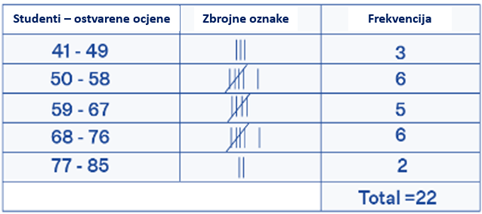 Studenti – ostvarene ocjene Zbrojne oznake Frekvencija
41 - 49 3
50 - 58 6
59 - 67 5
68 - 76 6
77 - 85 2
Total =22